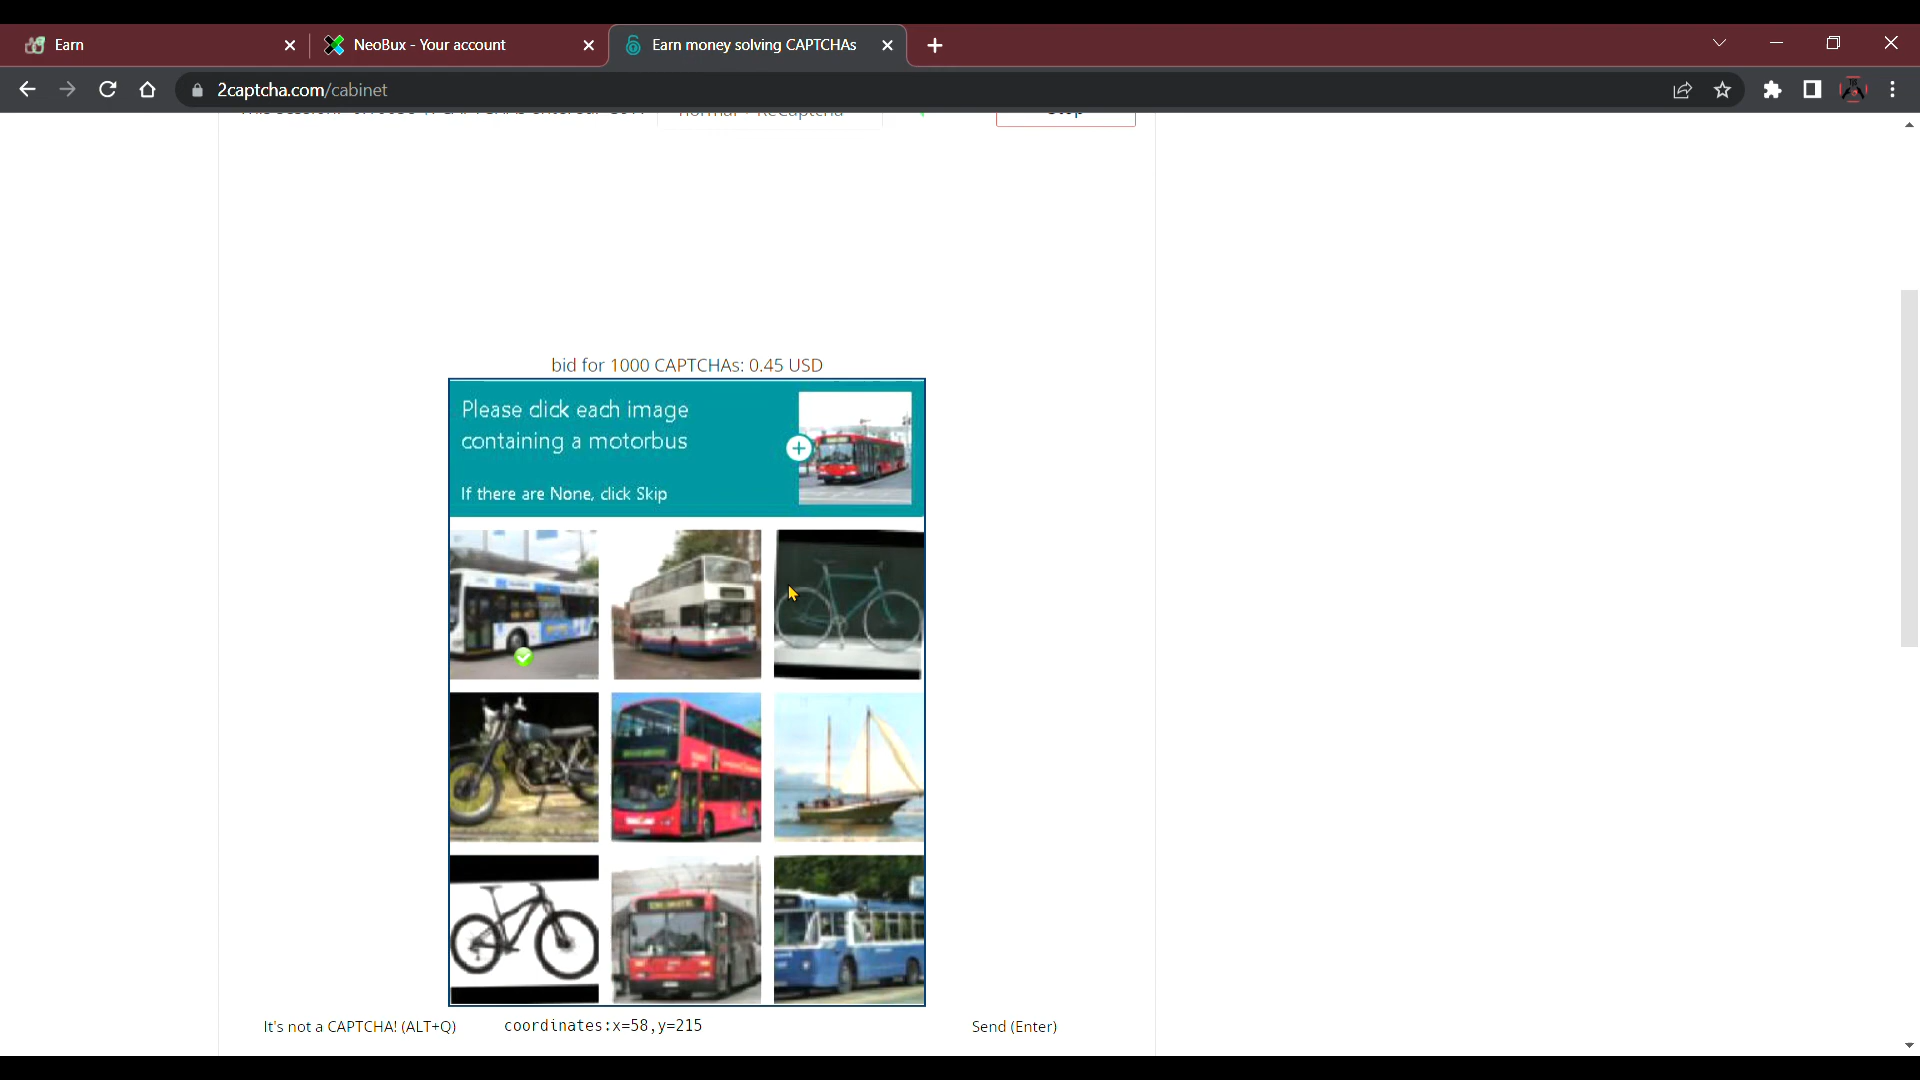 Earn
NeoBux - Your account
Earn money solving CAPTCHAs
2captcha.com/cabinet
bid for 1000 CAPTCHAs: 0.45 USD
Please click each image
containing a motorbus
If there are None, click Skip
It's not a CAPTCHA! (ALT+Q)
coordinates:x=58,y=215
Send (Enter)